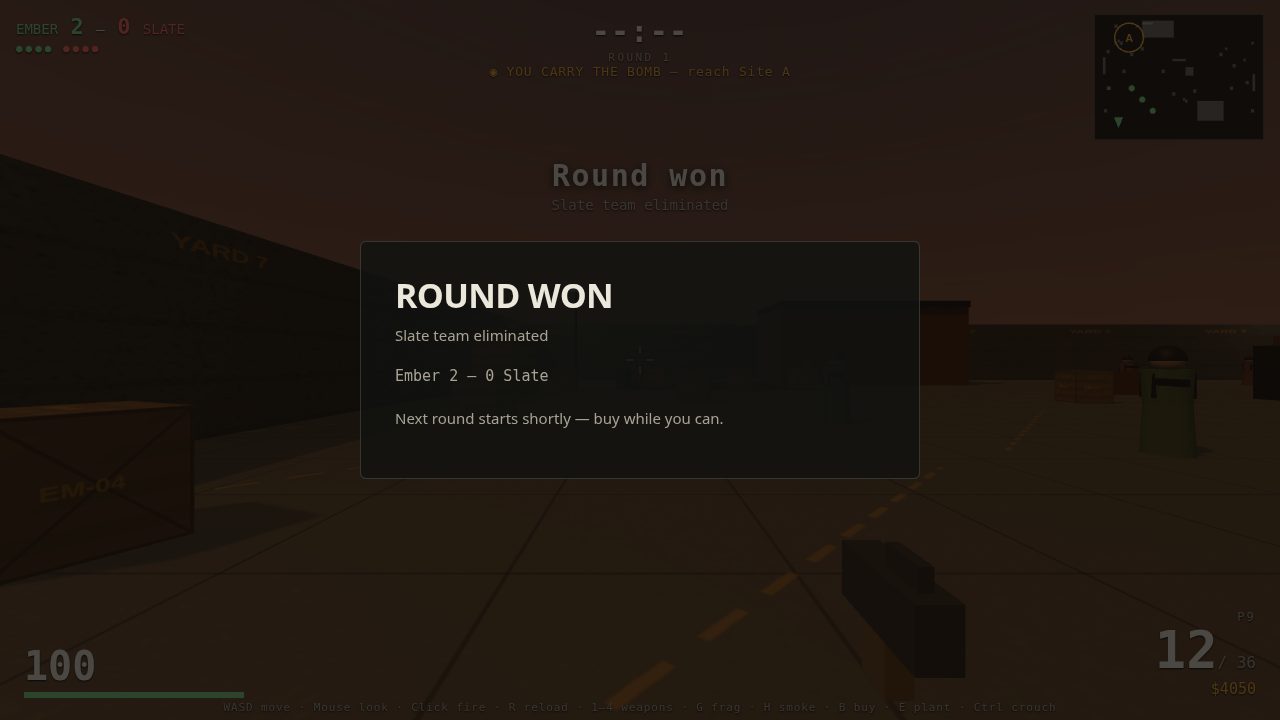 EMBER 2 — 0 SLATE
--:--
ROUND 1
◉ YOU CARRY THE BOMB — reach Site A
A
Round won
Slate team eliminated
YARD 7
ROUND WON
Slate team eliminated
Ember 2 — 0 Slate
Next round starts shortly — buy while you can.
EM-04
P9
100
12 / 36
$4050
WASD move · Mouse look · Click fire · R reload · 1–4 weapons · G frag · H smoke · B buy · E plant · Ctrl crouch